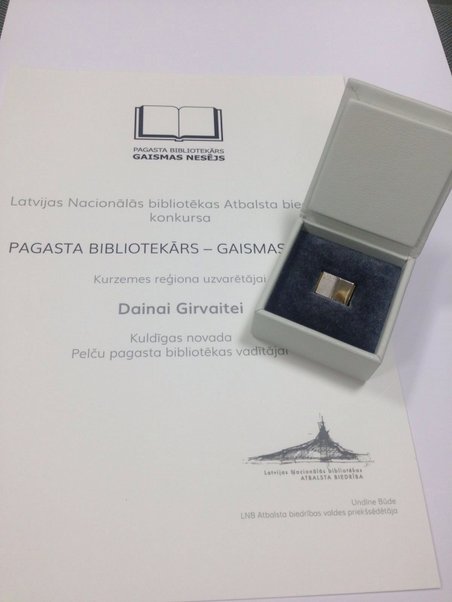 PAGASTA BIBLIOTEKĀRS
GAISMAS NESĒJS
Latvijas Nacionālās bibliotēkas Atbalsta
konkursa
PAGASTA BIBLIOTEKĀRS – GAISMAS
Kurzemes reģiona uzvarētājai
Dainai Girvaitei
Kuldīgas novada
Pelču pagasta bibliotēkas vadītājai
Latvijas Nacionālās bibliotēkas
ATBALSTA BIEDRĪBA
Undīne Būde
LNB Atbalsta biedrības valdes priekšsēdētāja